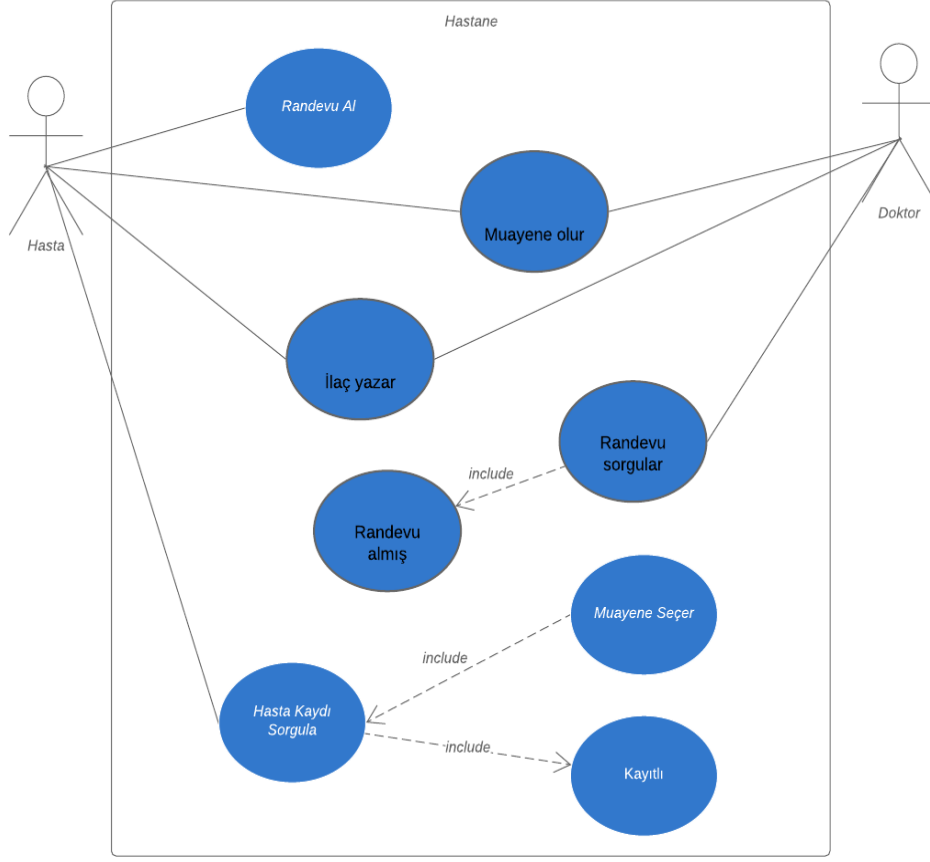 Hastane
Randevu Al
Muayene olur
Hasta
Doktor
İlaç yazar
Randevu
sorgular
include
Randevu
almış
Muayene Seçer
include
Hasta Kaydı
Sorgula
include
Kayıtlı